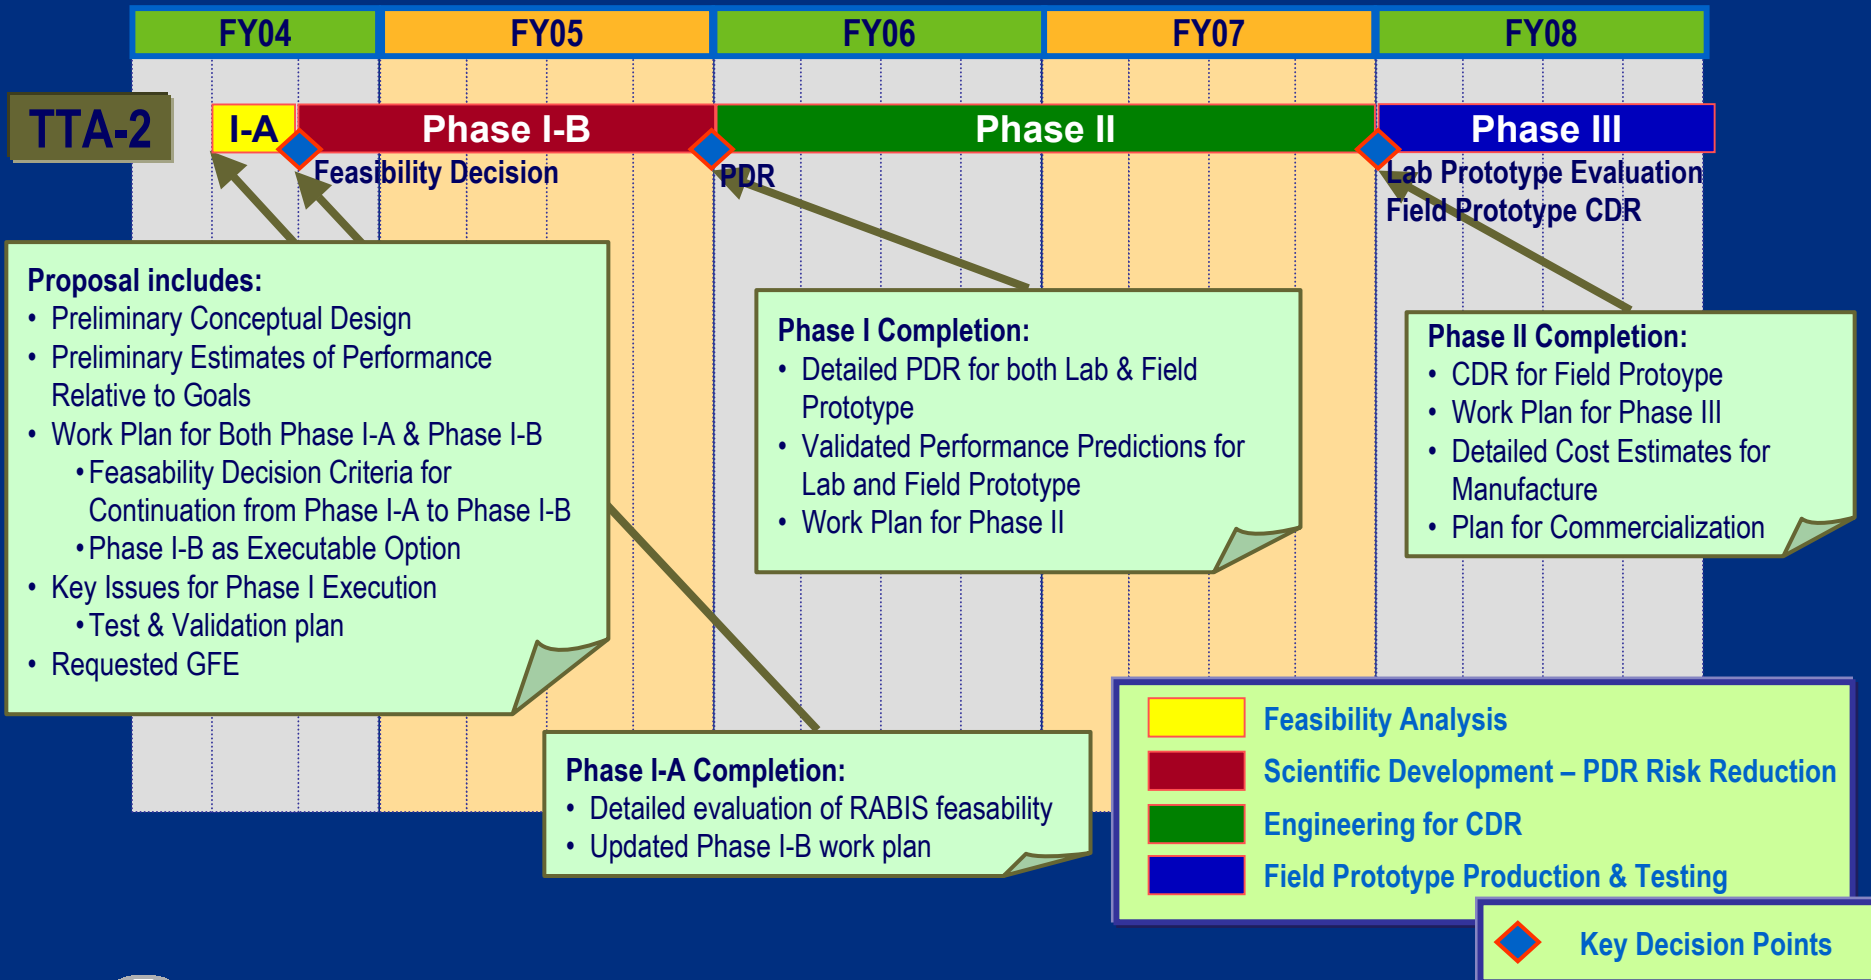 FY04 FY05 FY06 FY07 FY08
TTA-2
I-A Phase I-B Phase II Phase III
Feasibility Decision
PDR
Lab Prototype Evaluation
Field Prototype CDR
Proposal includes:
• Preliminary Conceptual Design
• Preliminary Estimates of Performance
Relative to Goals
• Work Plan for Both Phase I-A & Phase I-B
• Feasability Decision Criteria for
Continuation from Phase I-A to Phase I-B
• Phase I-B as Executable Option
• Key Issues for Phase I Execution
• Test & Validation plan
• Requested GFE
Phase I Completion:
• Detailed PDR for both Lab & Field
Prototype
• Validated Performance Predictions for
Lab and Field Prototype
• Work Plan for Phase II
Phase II Completion:
• CDR for Field Protoype
• Work Plan for Phase III
• Detailed Cost Estimates for
Manufacture
• Plan for Commercialization
Phase I-A Completion:
• Detailed evaluation of RABIS feasability
• Updated Phase I-B work plan
Feasibility Analysis
Scientific Development – PDR Risk Reduction
Engineering for CDR
Field Prototype Production & Testing
Key Decision Points